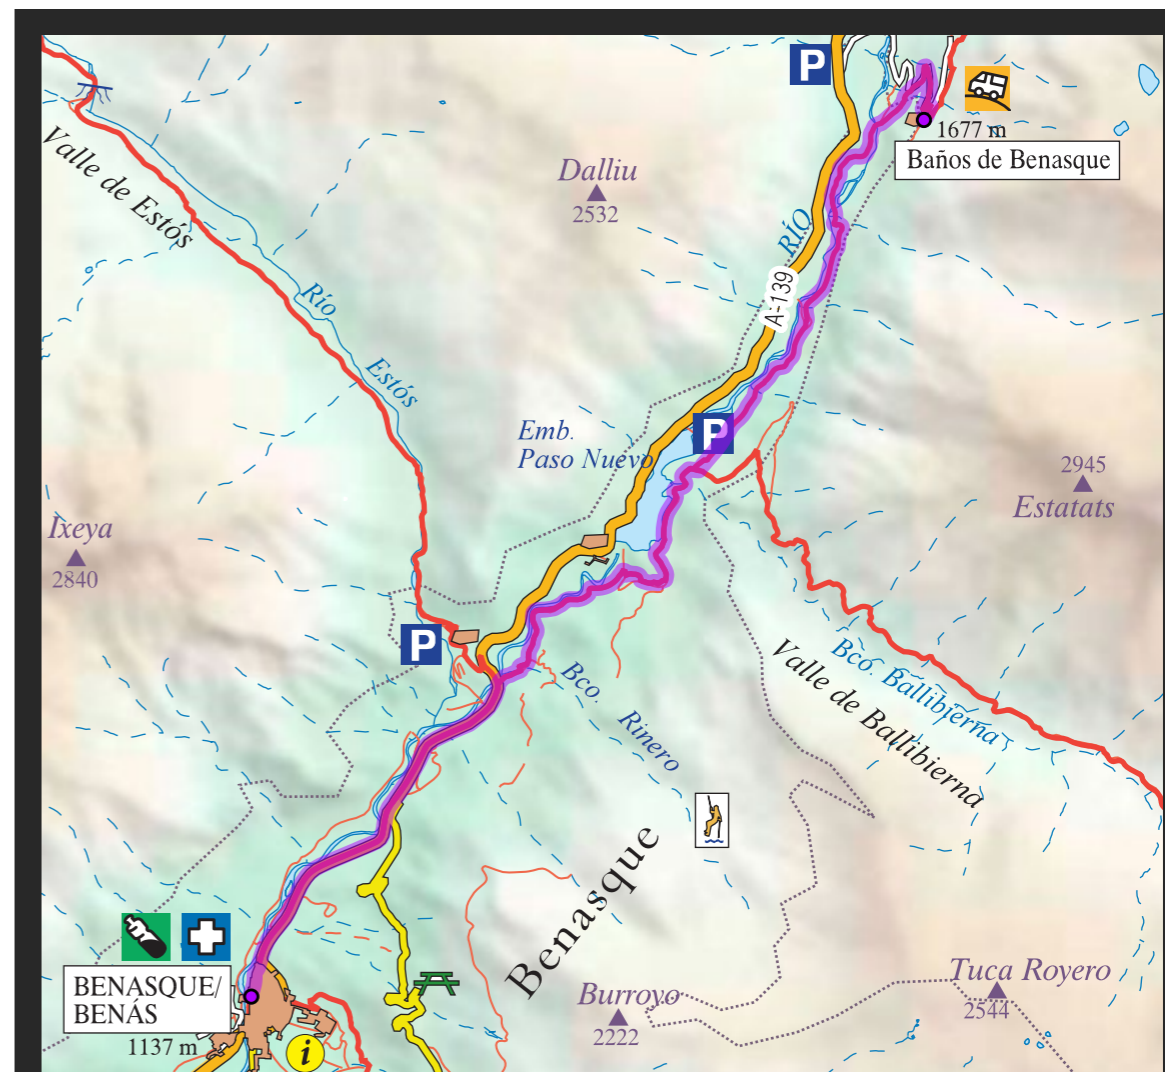 P
1677 m
Baños de Benasque
Valle de Estós
Dalliu
2532
RÍO
Río
A-139
Estós
Emb.
Paso Nuevo
P
2945
Estatats
Ixeya
2840
P
Bco. Ballibierna
Valle de Ballibierna
Bco. Rinero
Benasque
BENASQUE/
BENÁS
1137 m
i
Burroyo
2222
Tuca Royero
2544